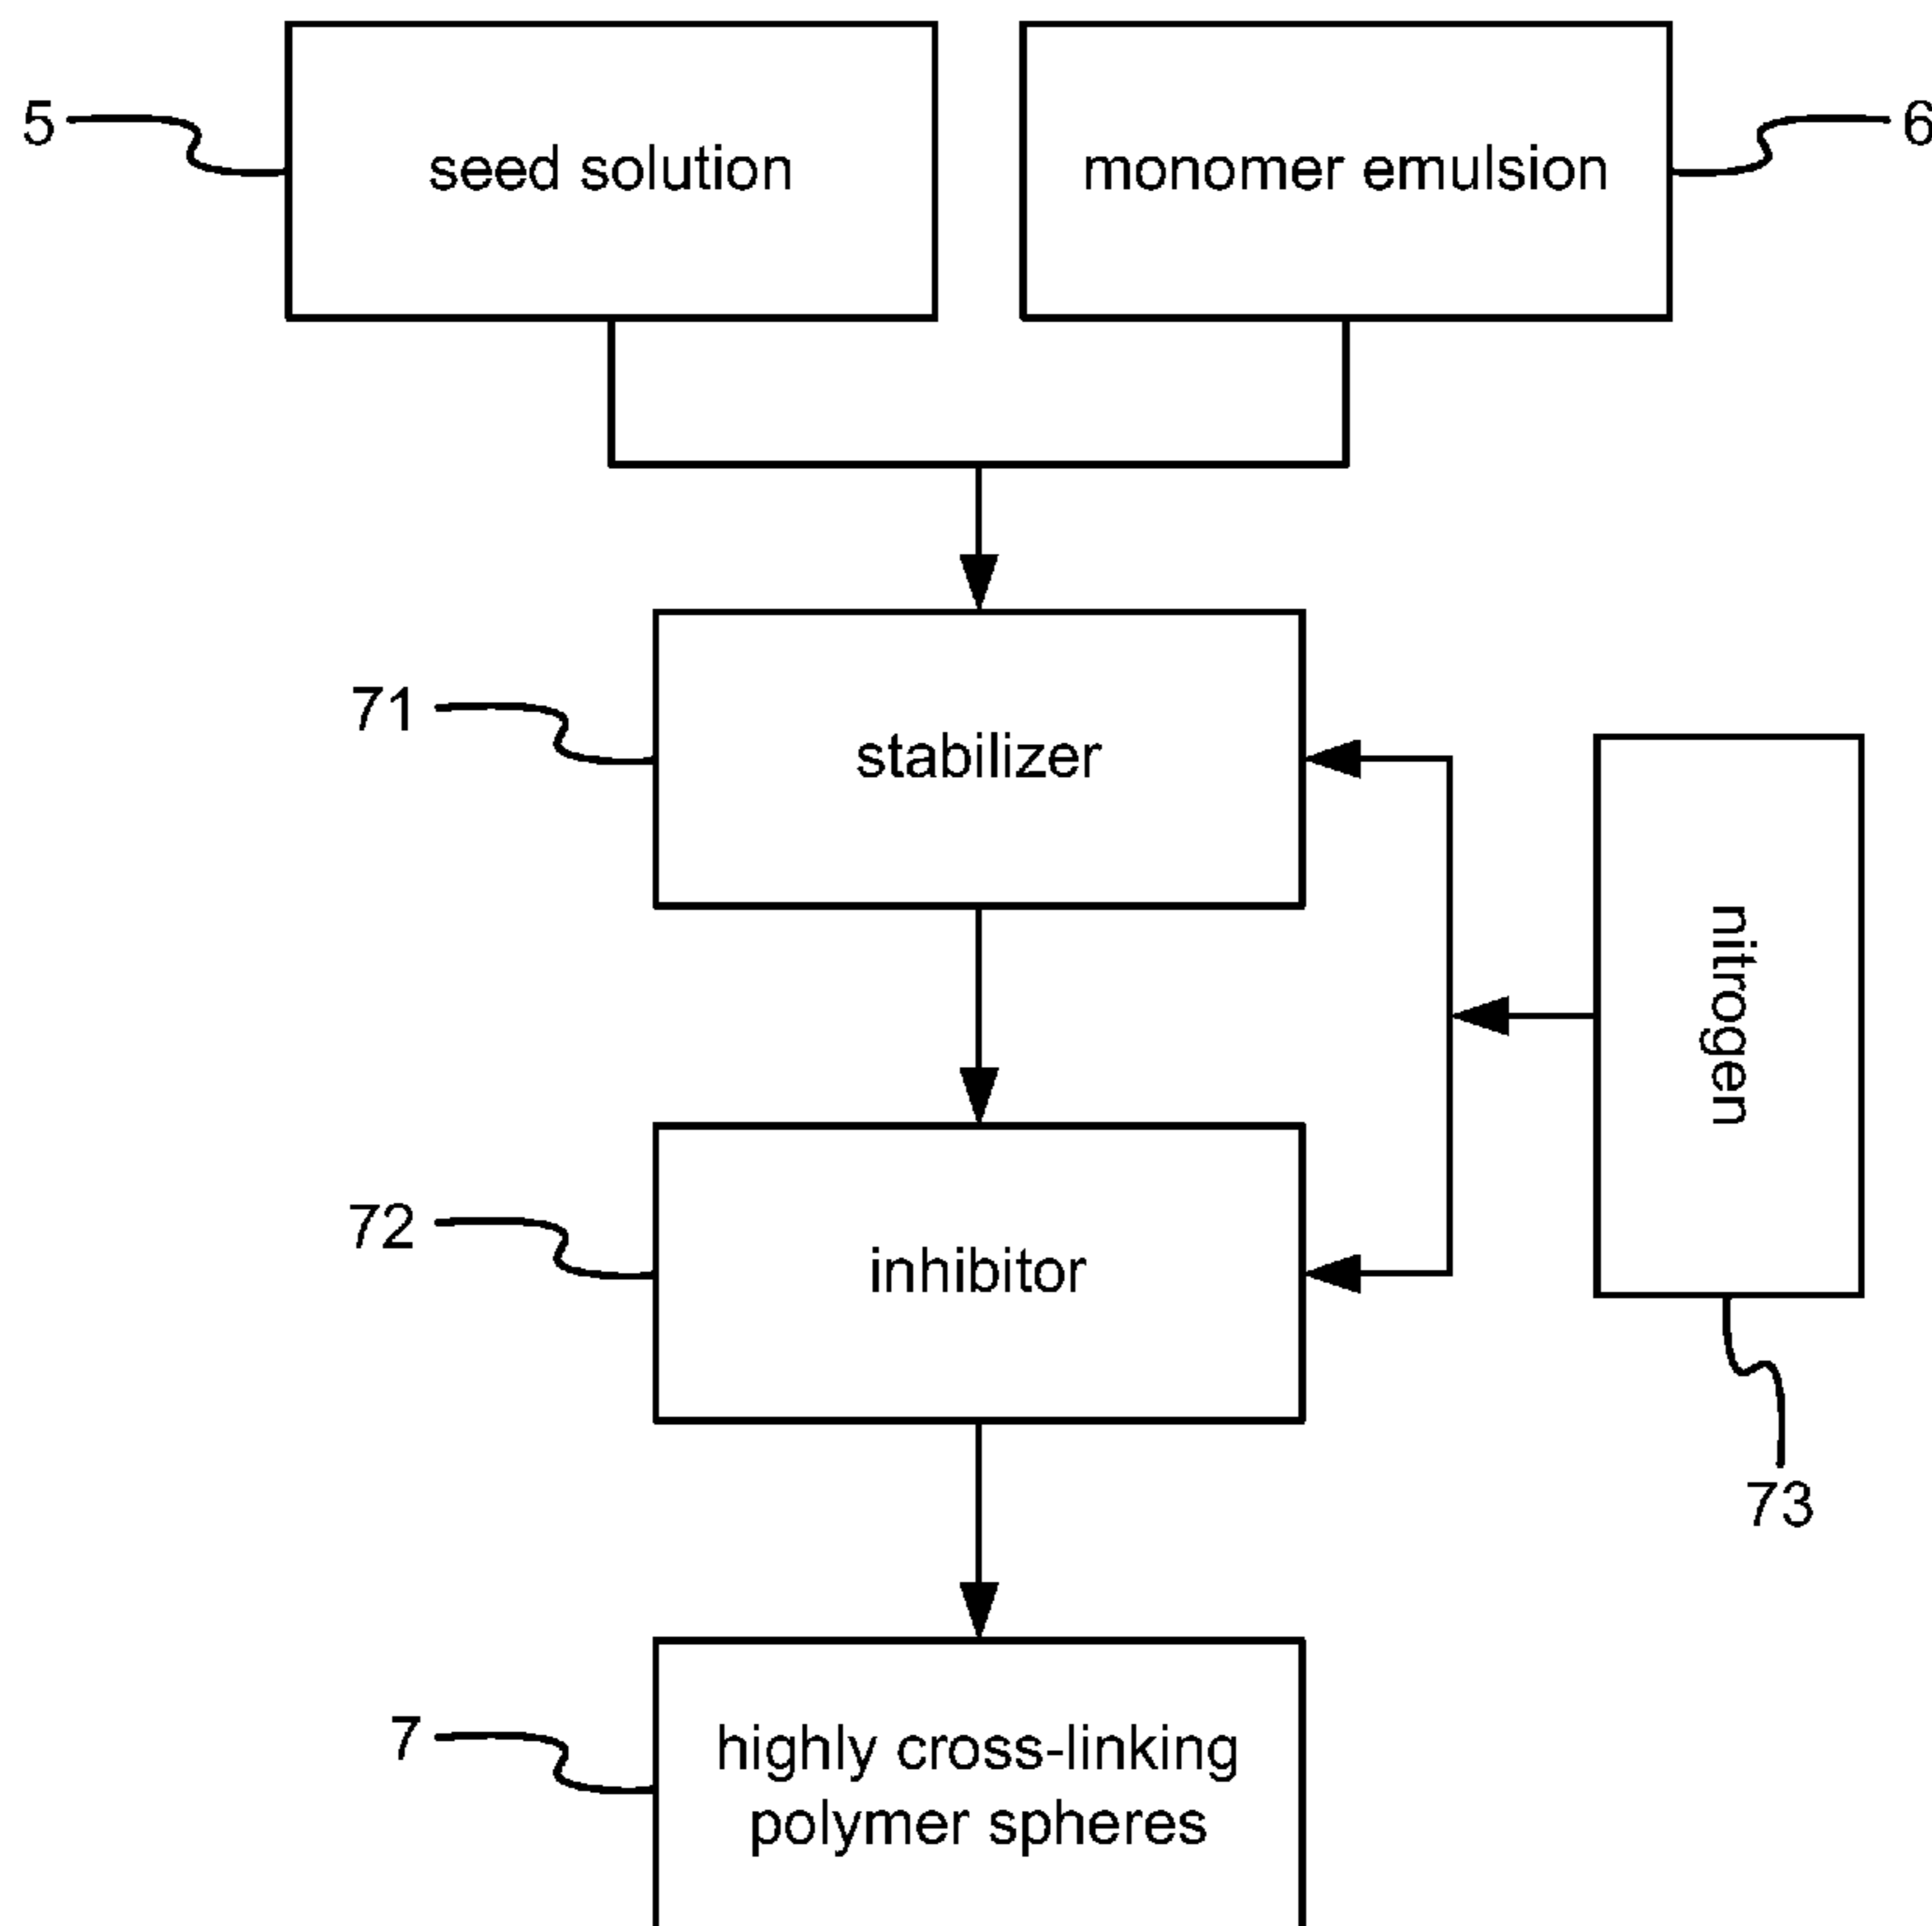 5
seed solution
monomer emulsion
6
71
stabilizer
nitrogen
72
inhibitor
73
7
highly cross-linking
polymer spheres